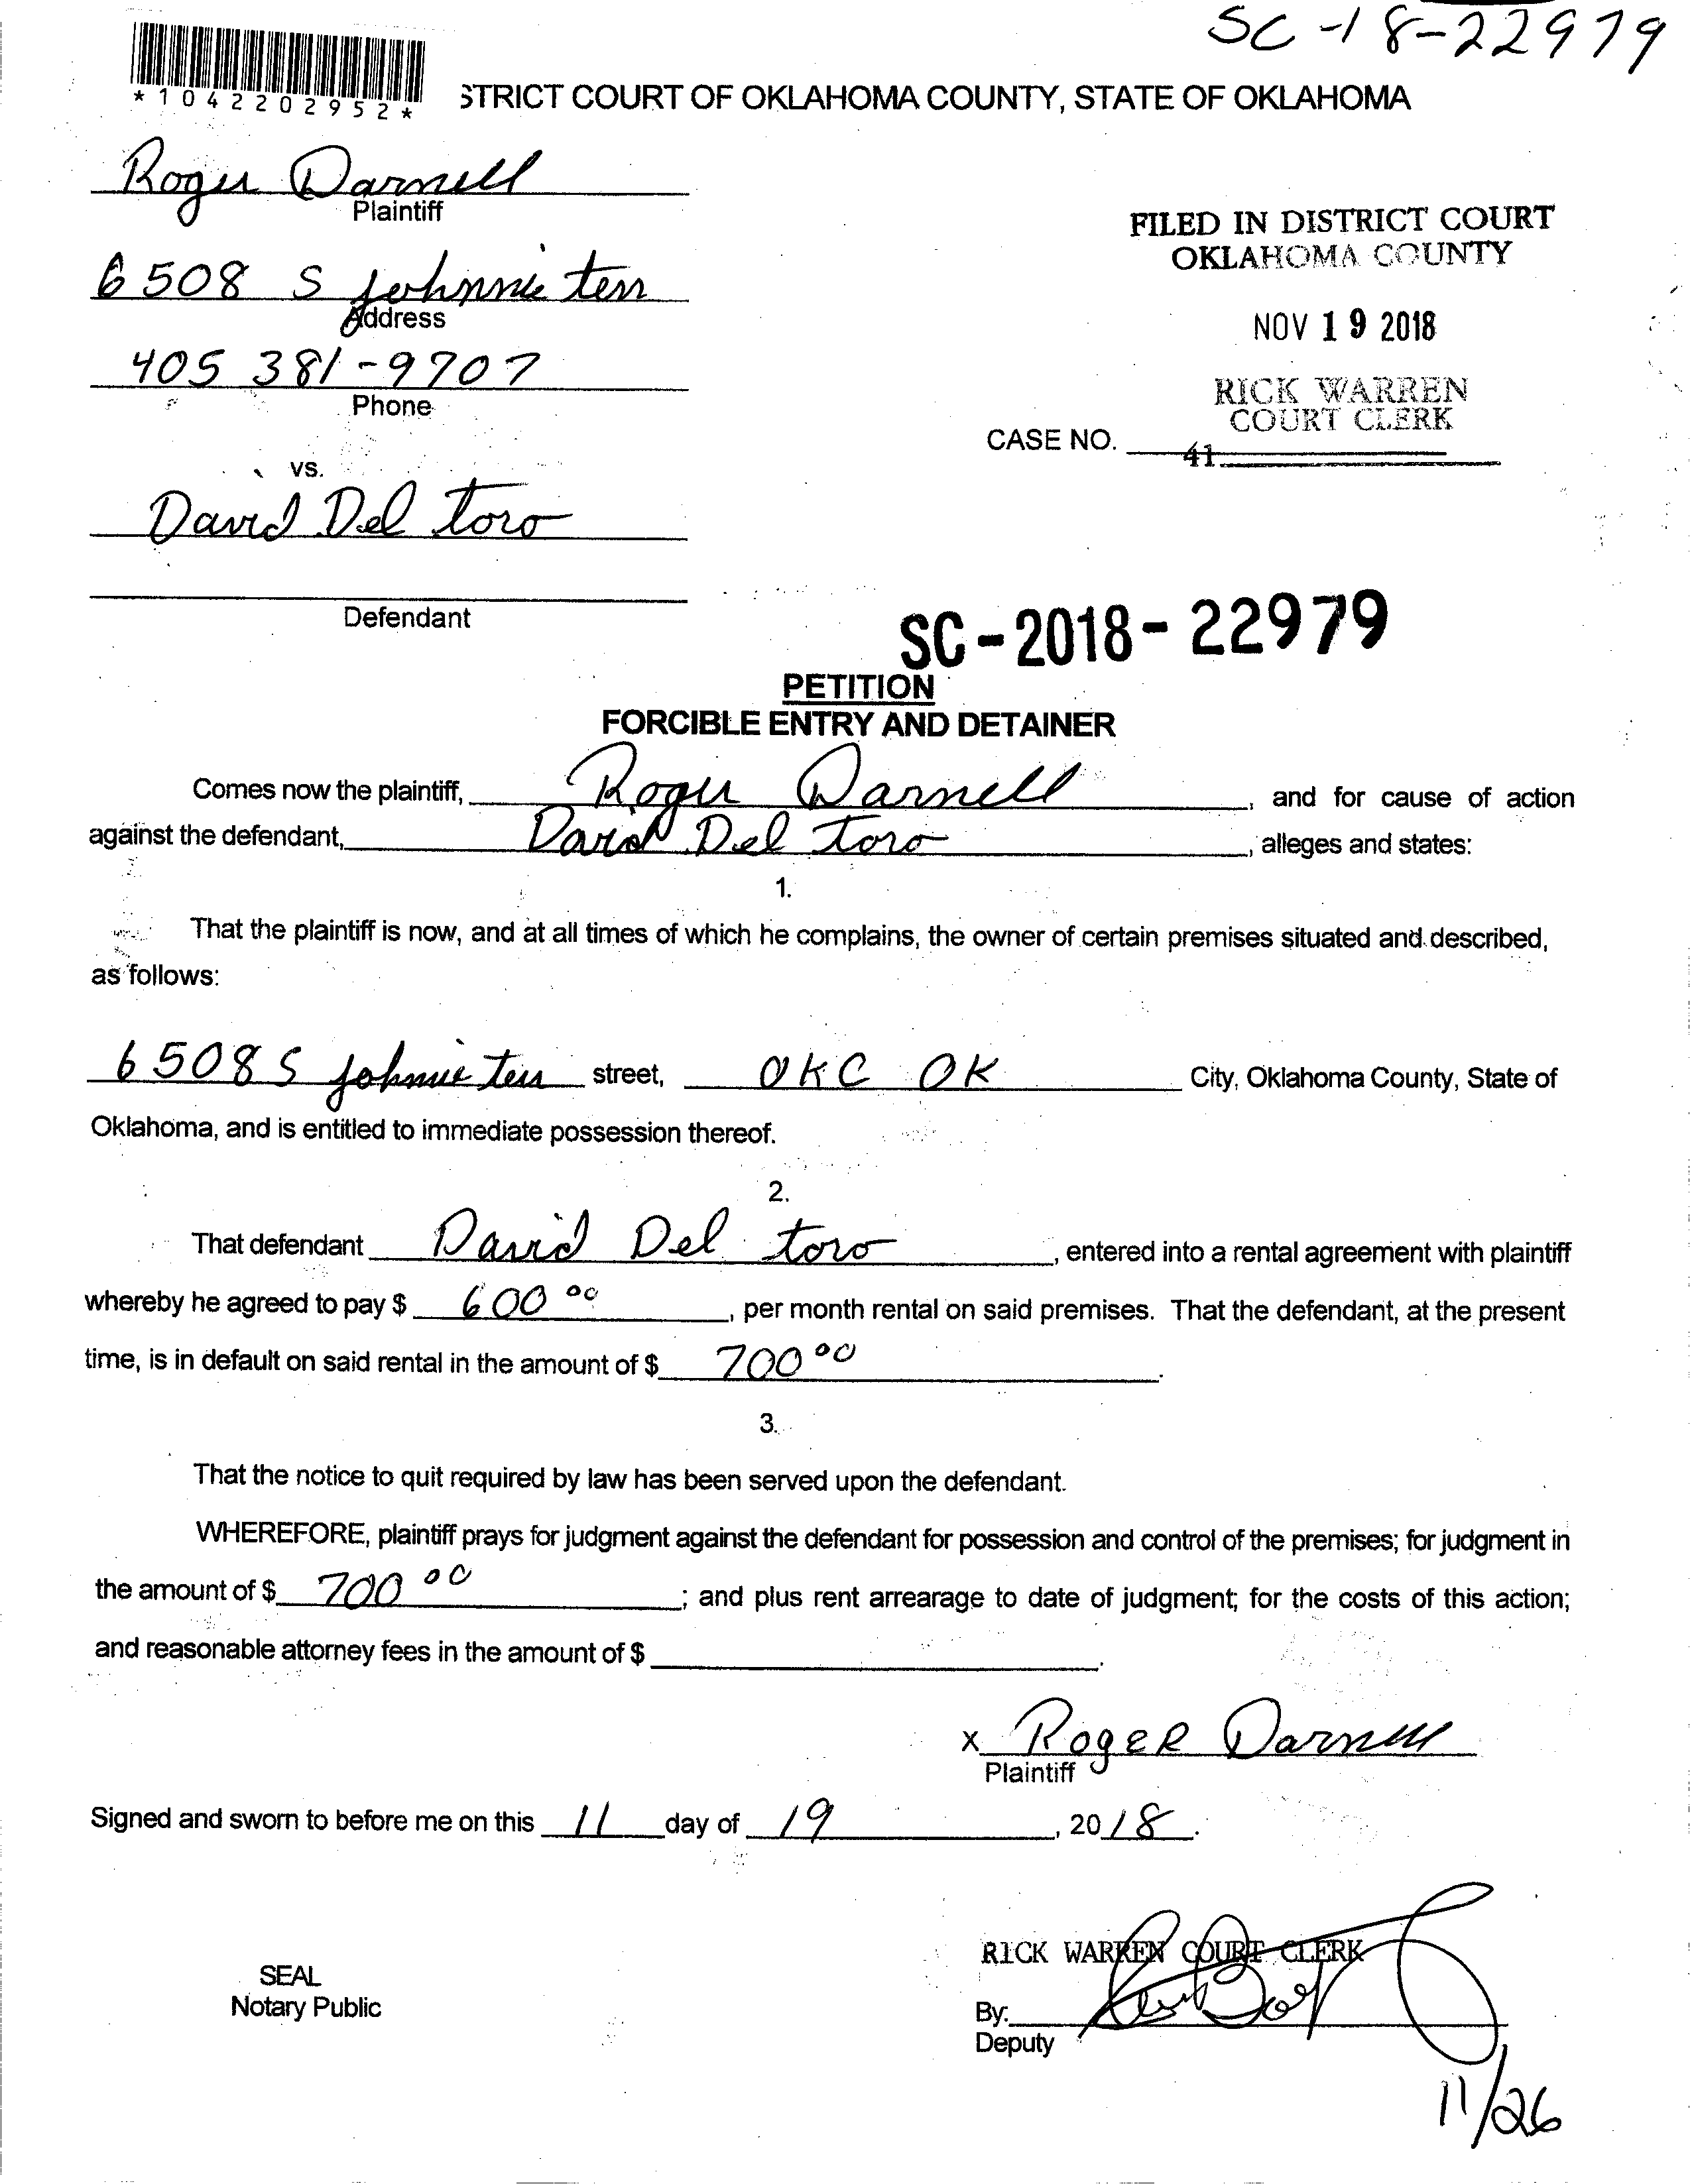 SC-18-22979
*1042202952*
STRICT COURT OF OKLAHOMA COUNTY, STATE OF OKLAHOMA
Roger Darnell
Plaintiff
FILED IN DISTRICT COURT
OKLAHOMA COUNTY
6508 S Johnnie terr
Address
NOV 19 2018
405 381-9707
Phone
RICK WARREN
COURT CLERK
CASE NO.
41
vs.
David Del toro
Defendant
SC-2018-22979
PETITION
FORCIBLE ENTRY AND DETAINER
Comes now the plaintiff, Roger Darnell, and for cause of action
against the defendant, David Del toro, alleges and states:
1.
That the plaintiff is now, and at all times of which he complains, the owner of certain premises situated and described,
as follows:
6508 S Johnnie Terr street, OKC OK City, Oklahoma County, State of
Oklahoma, and is entitled to immediate possession thereof.
2.
That defendant David Del toro, entered into a rental agreement with plaintiff
whereby he agreed to pay $ 600 00, per month rental on said premises. That the defendant, at the present
time, is in default on said rental in the amount of $ 700 00.
3.
That the notice to quit required by law has been served upon the defendant.
WHEREFORE, plaintiff prays for judgment against the defendant for possession and control of the premises; for judgment in
the amount of $ 700 00; and plus rent arrearage to date of judgment; for the costs of this action;
and reasonable attorney fees in the amount of $.
x Roger Darnell
Plaintiff
Signed and sworn to before me on this 11 day of 19, 2018.
RICK WARREN COURT CLERK
SEAL
Notary Public
By:
Deputy
11/26